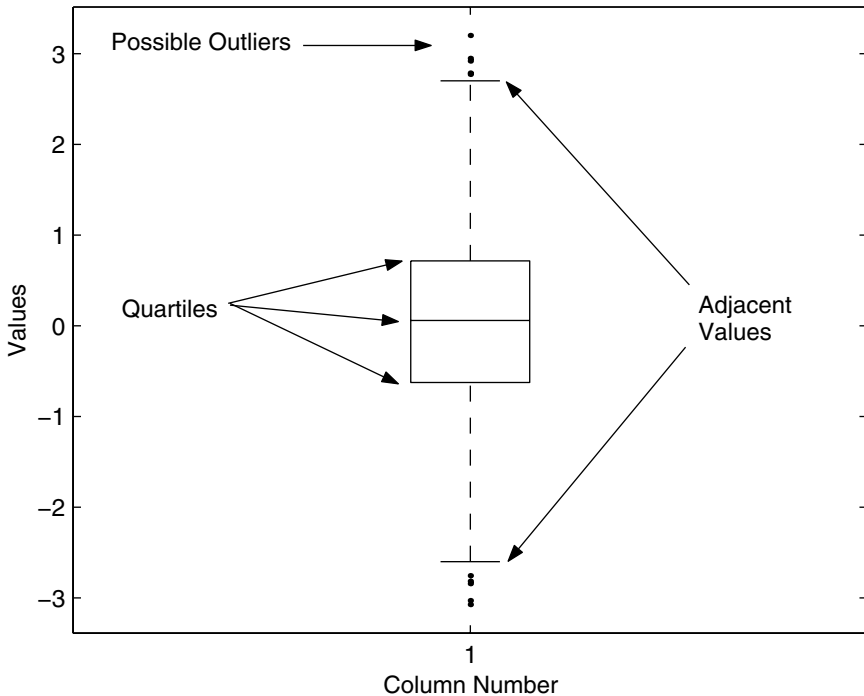 Possible Outliers
3
2
1
0
−1
−2
−3
Values
Quartiles
Adjacent
Values
1
Column Number